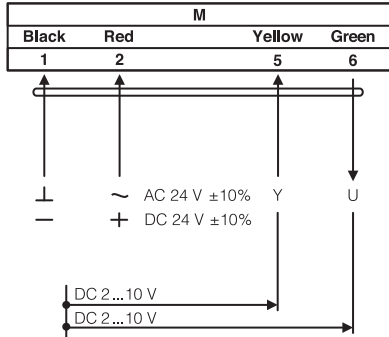 M
Black Red Yellow Green
1 2 5 6
⊥ ~ AC 24 V ±10% Y U
− + DC 24 V ±10%
DC 2...10 V
DC 2...10 V